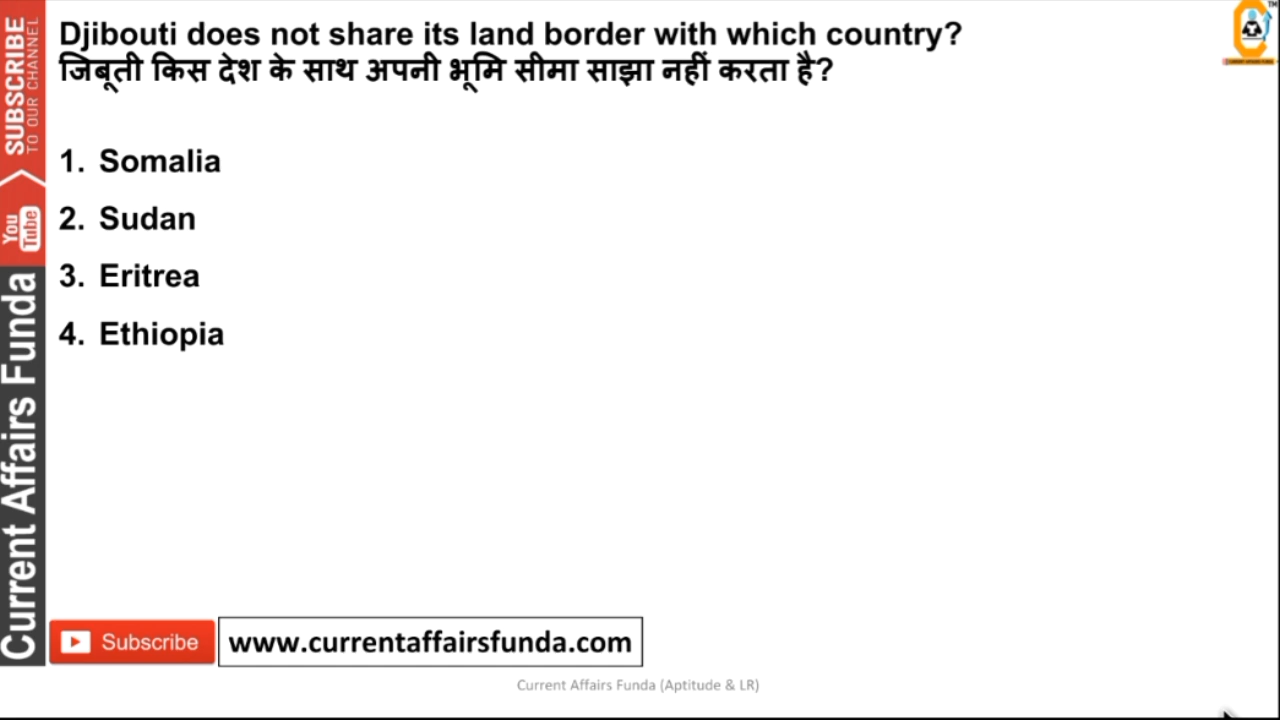 Djibouti does not share its land border with which country?
जिबूती किस देश के साथ अपनी भूमि सीमा साझा नहीं करता है?
1. Somalia
2. Sudan
3. Eritrea
4. Ethiopia
SUBSCRIBE
TO OUR CHANNEL
You
Tube
Current Affairs Funda
Subscribe
www.currentaffairsfunda.com
Current Affairs Funda (Aptitude & LR)
TM